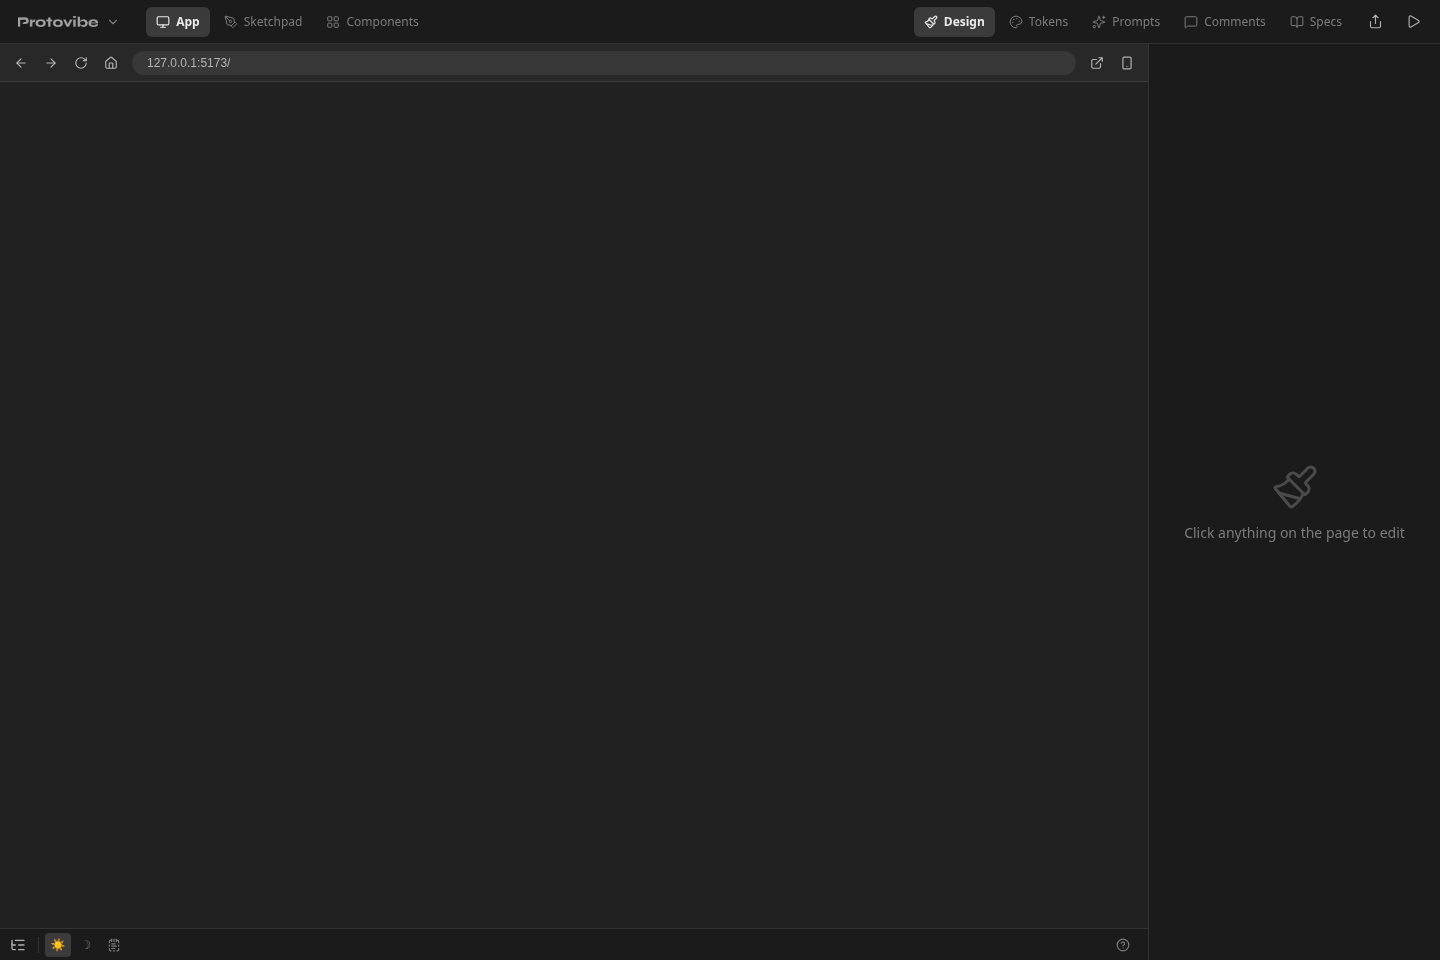 Protovibe
App
Sketchpad
Components
Design
Tokens
Prompts
Comments
Specs
127.0.0.1:5173/
Click anything on the page to edit